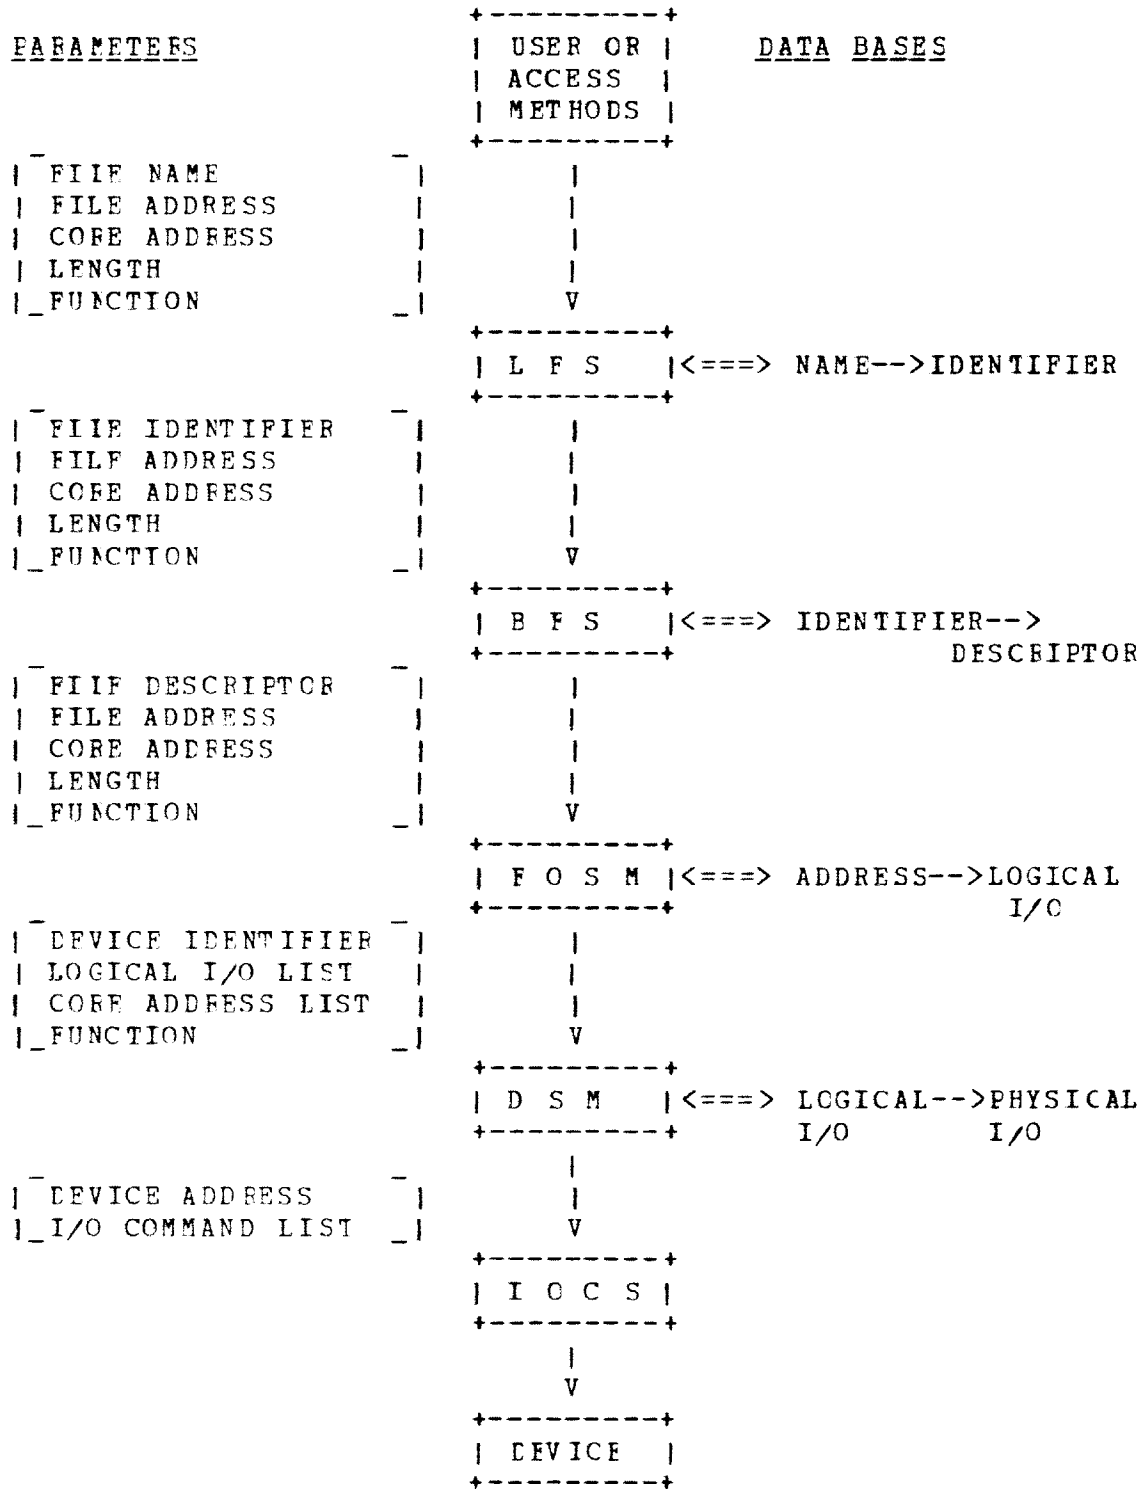 PARAMETERS
USER OR
ACCESS
METHODS
DATA BASES
FILE NAME
FILE ADDRESS
CORE ADDRESS
LENGTH
FUNCTION
L F S <===> NAME-->IDENTIFIER
FILE IDENTIFIER
FILE ADDRESS
CORE ADDRESS
LENGTH
FUNCTION
V
B F S <===> IDENTIFIER-->
DESCRIPTOR
FILE DESCRIPTOR
FILE ADDRESS
CORE ADDRESS
LENGTH
FUNCTION
V
F O S M <===> ADDRESS-->LOGICAL
I/O
DEVICE IDENTIFIER
LOGICAL I/O LIST
CORE ADDRESS LIST
FUNCTION
V
D S M <===> LOGICAL-->PHYSICAL
I/O I/O
DEVICE ADDRESS
I/O COMMAND LIST
V
I O C S
V
DEVICE